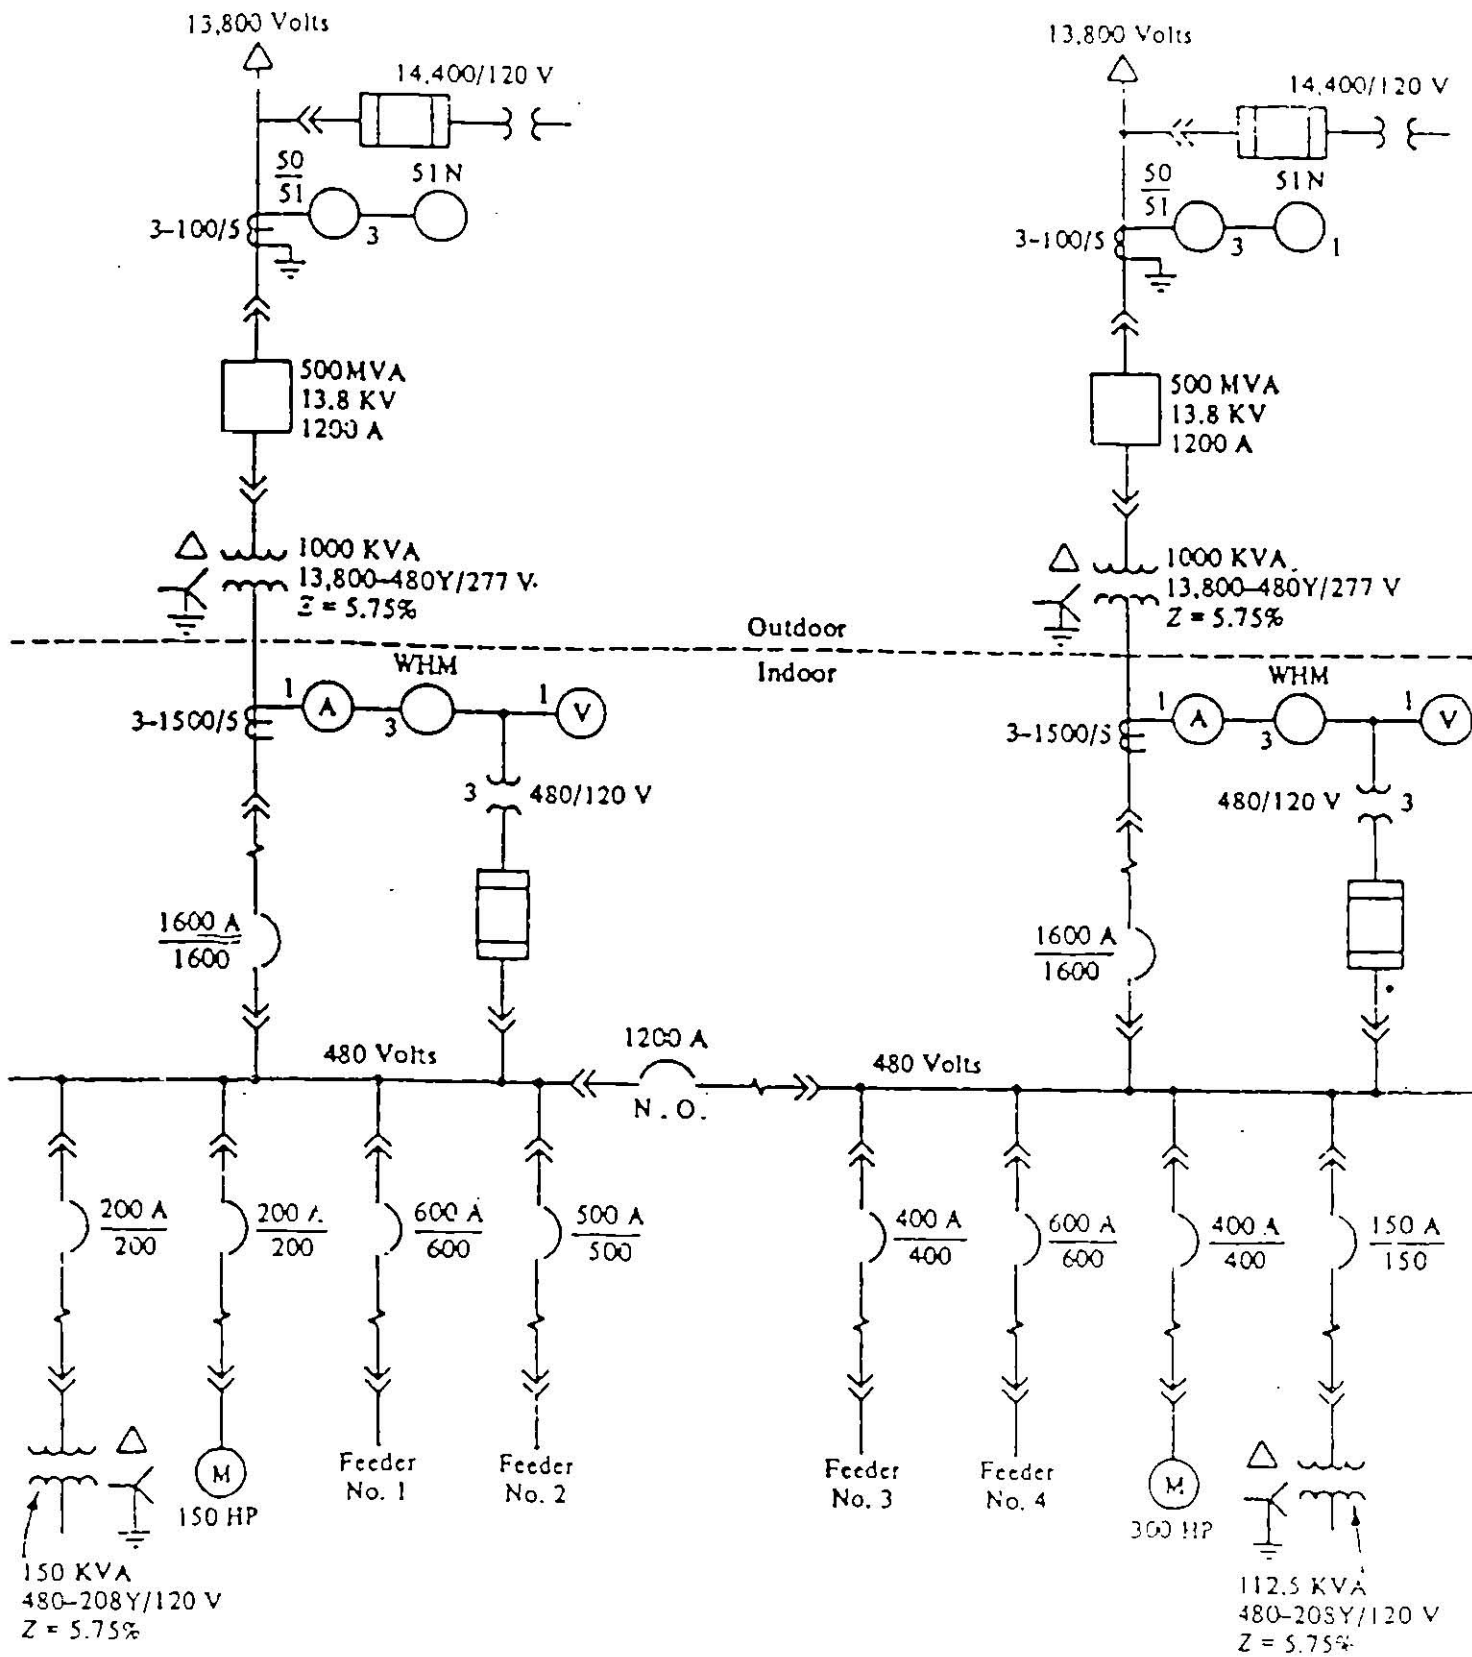 13,800 Volts
14,400/120 V
50
51
51N
3-100/5
3
500 MVA
13.8 KV
1200 A
1000 KVA
13,800–480Y/277 V.
Z = 5.75%
13,800 Volts
14,400/120 V
50
51
51N
3-100/5
3
1
500 MVA
13.8 KV
1200 A
1000 KVA.
13,800–480Y/277 V
Z = 5.75%
Outdoor
Indoor
WHM
1
A
3
1
V
3-1500/5
3
480/120 V
1600 A
1600
WHM
1
A
3
1
V
3-1500/5
480/120 V
3
1600 A
1600
480 Volts
1200 A
N.O.
480 Volts
200 A
200
200 A
200
600 A
600
500 A
500
400 A
400
600 A
600
400 A
400
150 A
150
M
150 HP
Feeder
No. 1
Feeder
No. 2
Feeder
No. 3
Feeder
No. 4
M
300 HP
150 KVA
480–208Y/120 V
Z = 5.75%
112.5 KVA
480–208Y/120 V
Z = 5.75%